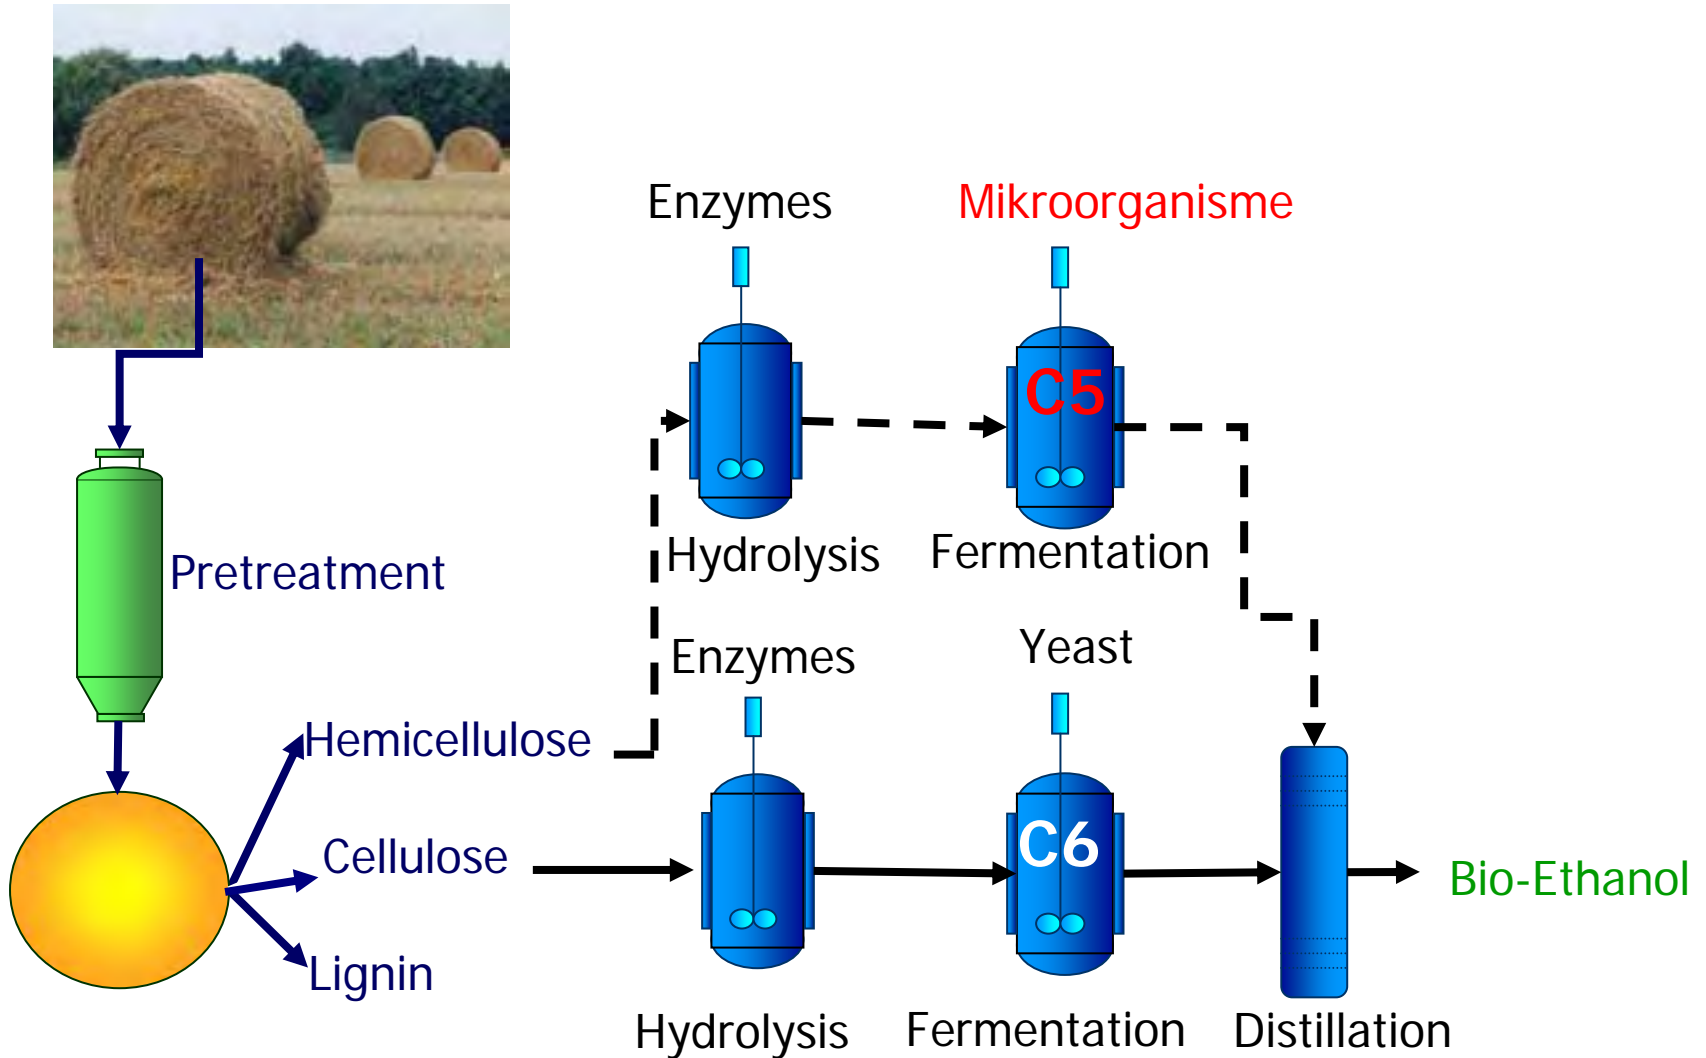 Enzymes
Mikroorganisme
C5
Pretreatment
Hydrolysis
Fermentation
Enzymes
Yeast
Hemicellulose
Cellulose
C6
Bio-Ethanol
Lignin
Hydrolysis
Fermentation
Distillation